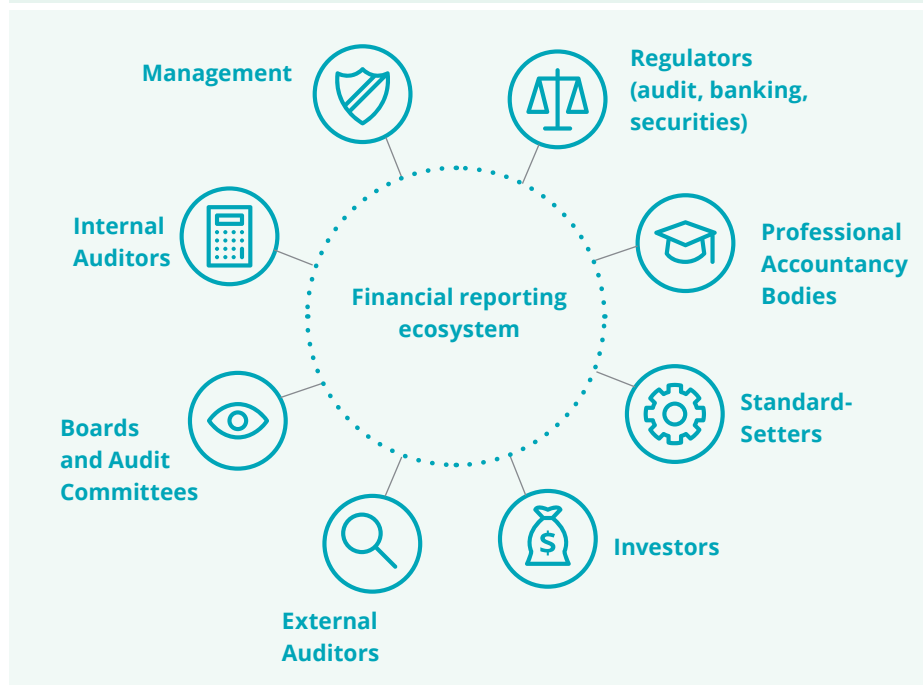 Management
Regulators
(audit, banking,
securities)
Internal
Auditors
Professional
Accountancy
Bodies
Financial reporting
ecosystem
Boards
and Audit
Committees
Standard-
Setters
$
Investors
External
Auditors